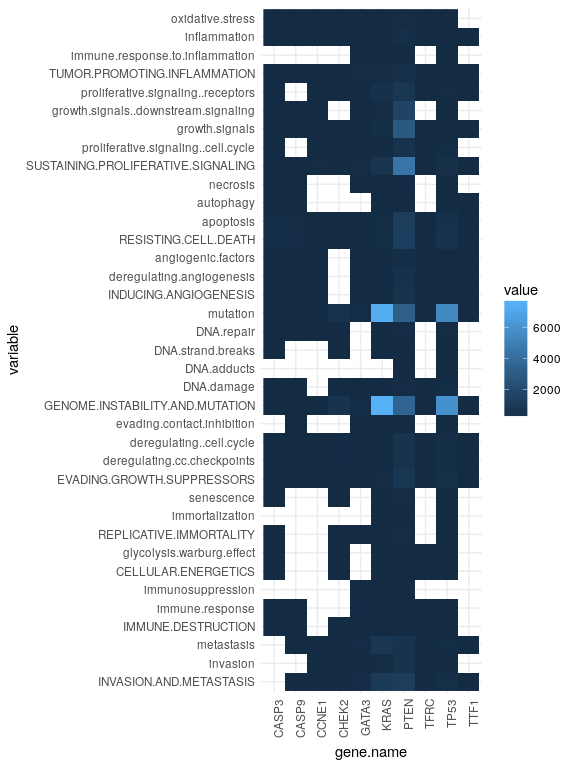 oxidative.stress
inflammation
immune.response.to.inflammation
TUMOR.PROMOTING.INFLAMMATION
proliferative.signaling..receptors
growth.signals..downstream.signaling
growth.signals
proliferative.signaling..cell.cycle
SUSTAINING.PROLIFERATIVE.SIGNALING
necrosis
autophagy
apoptosis
RESISTING.CELL.DEATH
angiogenic.factors
deregulating.angiogenesis
INDUCING.ANGIOGENESIS
mutation
DNA.repair
DNA.strand.breaks
DNA.adducts
DNA.damage
GENOME.INSTABILITY.AND.MUTATION
evading.contact.inhibition
deregulating..cell.cycle
deregulating.cc.checkpoints
EVADING.GROWTH.SUPPRESSORS
senescence
immortalization
REPLICATIVE.IMMORTALITY
glycolysis.warburg.effect
CELLULAR.ENERGETICS
immunosuppression
immune.response
IMMUNE.DESTRUCTION
metastasis
invasion
INVASION.AND.METASTASIS
variable
CASP3
CASP9
CCNE1
CHEK2
GATA3
KRAS
PTEN
TFRC
TP53
TTF1
gene.name
value
6000
4000
2000